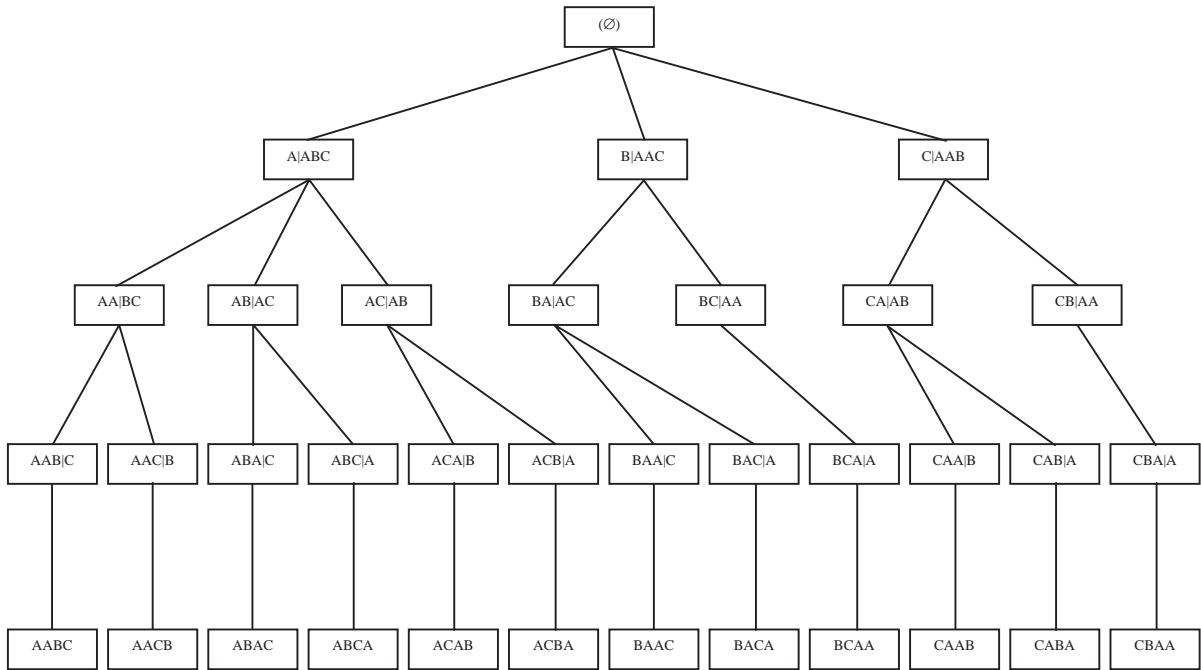 (∅)
A|ABC B|AAC C|AAB
AA|BC AB|AC AC|AB BA|AC BC|AA CA|AB CB|AA
AAB|C AAC|B ABA|C ABC|A ACA|B ACB|A BAA|C BAC|A BCA|A CAA|B CAB|A CBA|A
AABC AACB ABAC ABCA ACAB ACBA BAAC BACA BCAA CAAB CABA CBAA